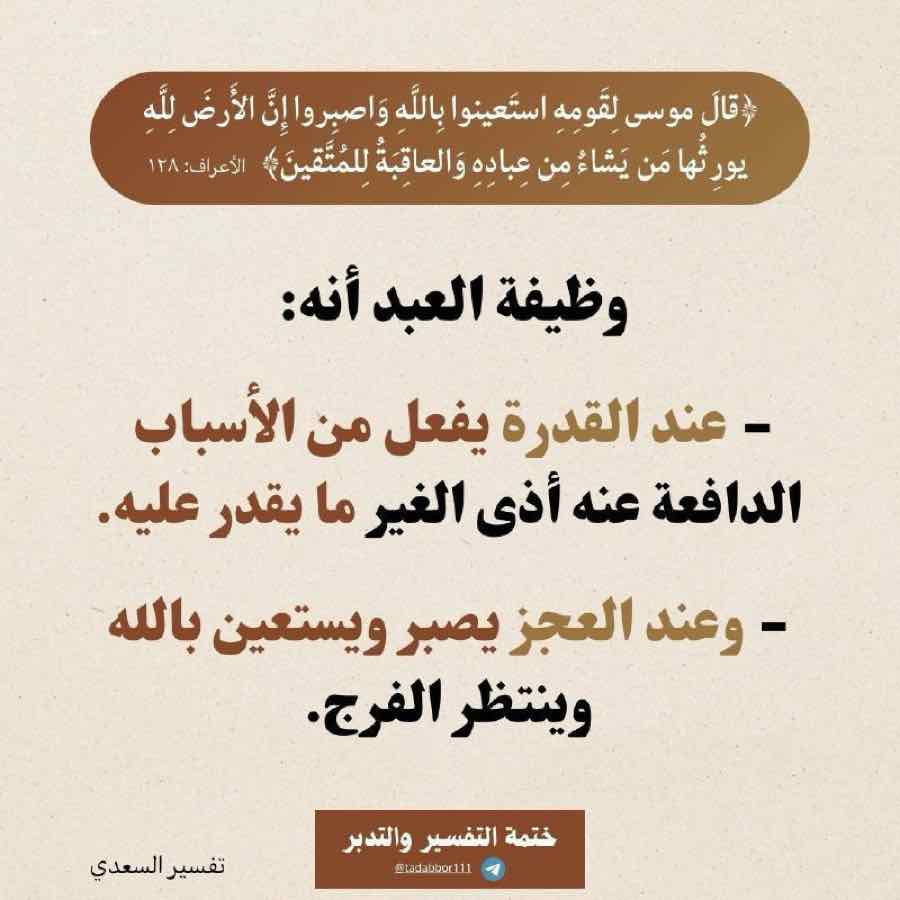 ﴿قالَ موسى لِقَومِهِ استَعينوا بِاللَّهِ وَاصبِروا إِنَّ الأَرضَ لِلَّهِ
يورِثُها مَن يَشاءُ مِن عِبادِهِ وَالعاقِبَةُ لِلمُتَّقينَ﴾ الأعراف: ١٢٨
وظيفة العبد أنه:
- عند القدرة يفعل من الأسباب
الدافعة عنه أذى الغير ما يقدر عليه.
- وعند العجز يصبر ويستعين بالله
وينتظر الفرج.
ختمة التفسير والتدبر
@tadabbor111
تفسير السعدي